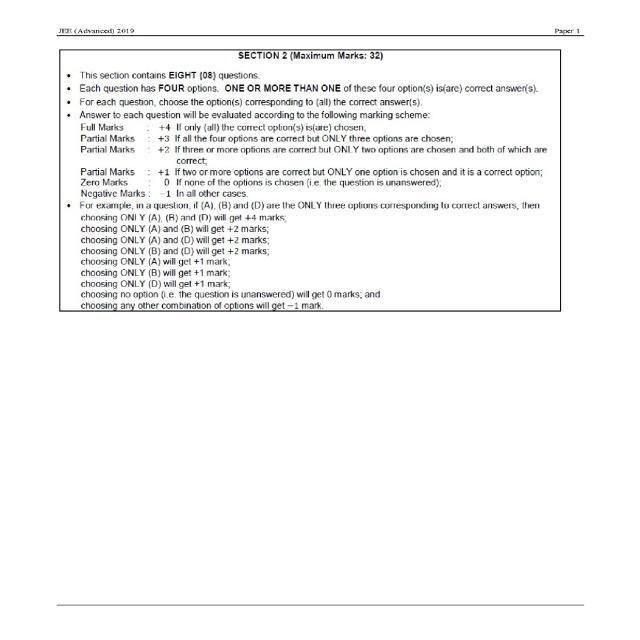 JEE (Advanced) 2019 Paper 1
SECTION 2 (Maximum Marks: 32)
• This section contains EIGHT (08) questions.
• Each question has FOUR options. ONE OR MORE THAN ONE of these four option(s) is(are) correct answer(s).
• For each question, choose the option(s) corresponding to (all) the correct answer(s).
• Answer to each question will be evaluated according to the following marking scheme:
Full Marks : +4 If only (all) the correct option(s) is(are) chosen;
Partial Marks : +3 If all the four options are correct but ONLY three options are chosen;
Partial Marks : +2 If three or more options are correct but ONLY two options are chosen and both of which are
correct;
Partial Marks : +1 If two or more options are correct but ONLY one option is chosen and it is a correct option;
Zero Marks : 0 If none of the options is chosen (i.e. the question is unanswered);
Negative Marks : −1 In all other cases.
• For example, in a question, if (A), (B) and (D) are the ONLY three options corresponding to correct answers, then
choosing ONLY (A), (B) and (D) will get +4 marks;
choosing ONLY (A) and (B) will get +2 marks;
choosing ONLY (A) and (D) will get +2 marks;
choosing ONLY (B) and (D) will get +2 marks;
choosing ONLY (A) will get +1 mark;
choosing ONLY (B) will get +1 mark;
choosing ONLY (D) will get +1 mark;
choosing no option (i.e. the question is unanswered) will get 0 marks; and
choosing any other combination of options will get −1 mark.